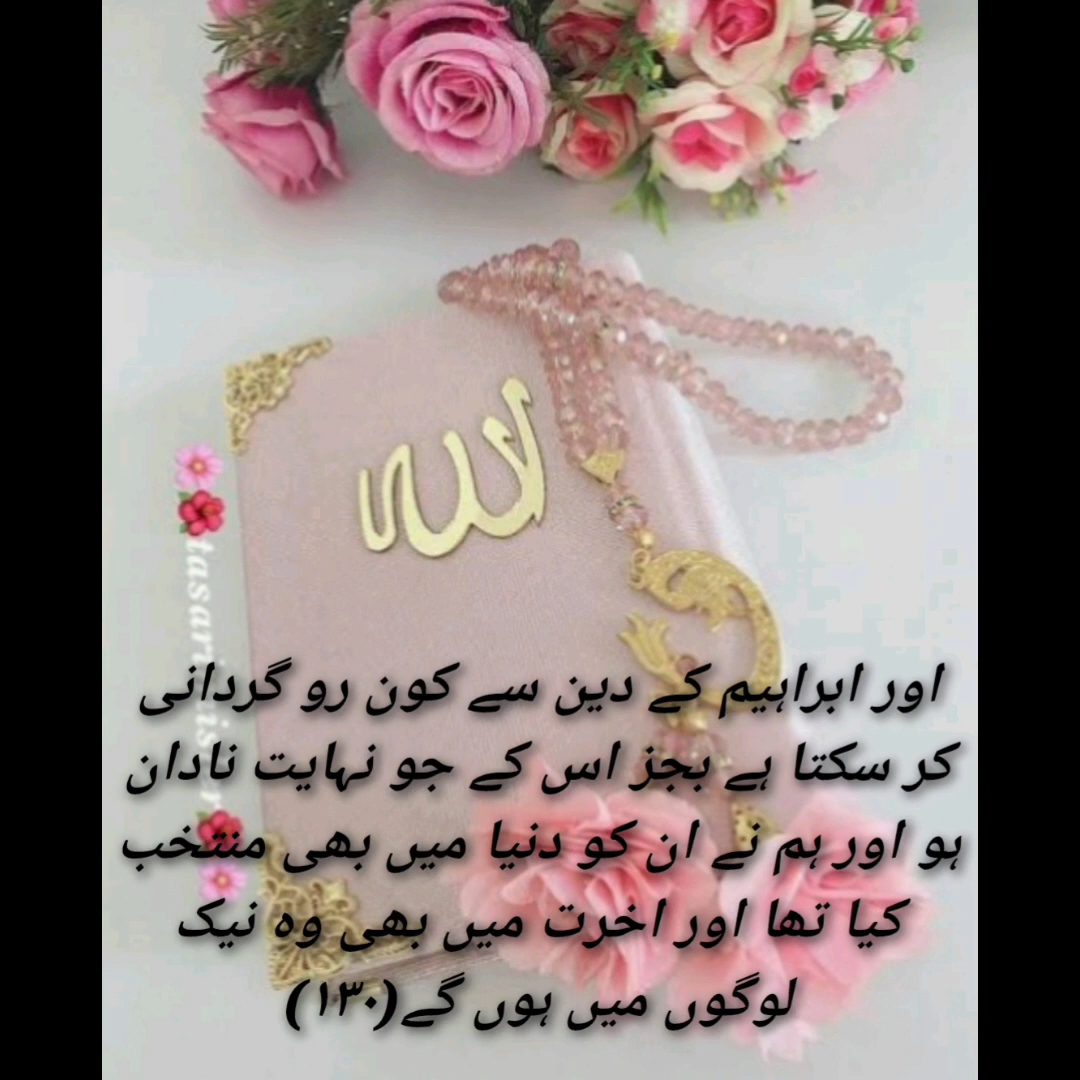 الله
اور ابراہیم کے دین سے کون رو گردانی
کر سکتا ہے بجز اس کے جو نہایت نادان
ہو اور ہم نے ان کو دنیا میں بھی منتخب
کیا تھا اور اخرت میں بھی وہ نیک
لوگوں میں ہوں گے(۱۳۰)